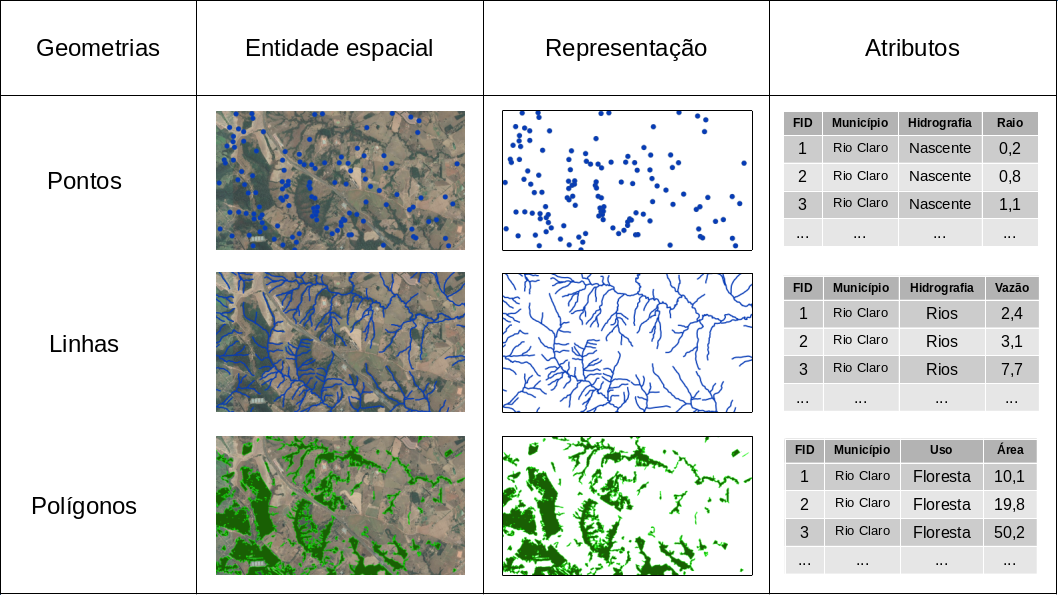 Geometrias Entidade espacial Representação Atributos
Pontos
FID Município Hidrografia Raio
1 Rio Claro Nascente 0,2
2 Rio Claro Nascente 0,8
3 Rio Claro Nascente 1,1
... ... ... ...
Linhas
FID Município Hidrografia Vazão
1 Rio Claro Rios 2,4
2 Rio Claro Rios 3,1
3 Rio Claro Rios 7,7
... ... ... ...
Polígonos
FID Município Uso Área
1 Rio Claro Floresta 10,1
2 Rio Claro Floresta 19,8
3 Rio Claro Floresta 50,2
... ... ... ...